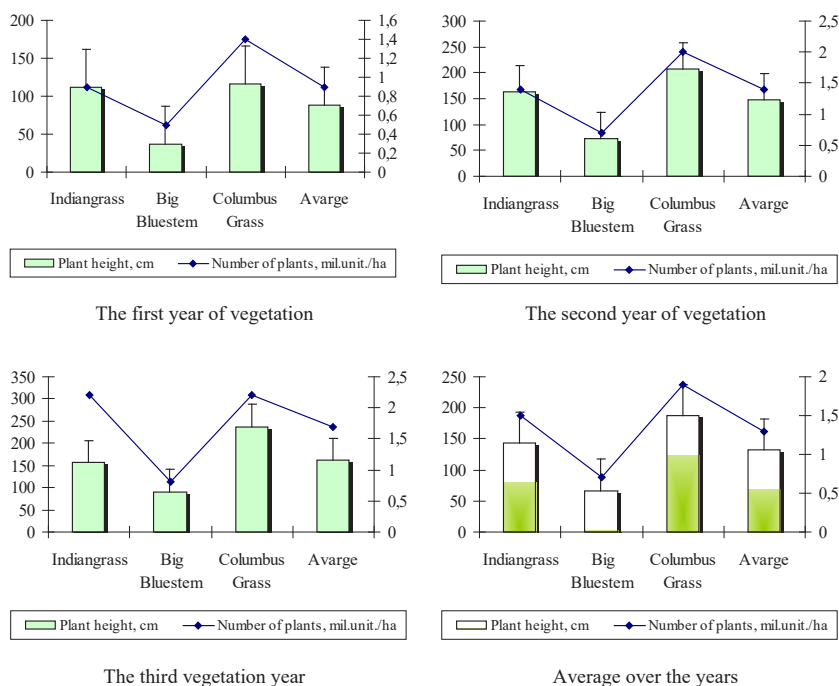 200
150
100
50
0
1,6
1,4
1,2
1
0,8
0,6
0,4
0,2
0
Indiangrass
Big Bluestem
Columbus Grass
Avarge
Plant height, cm
Number of plants, mil.unit./ha
The first year of vegetation
300
250
200
150
100
50
0
2,5
2
1,5
1
0,5
0
Indiangrass
Big Bluestem
Columbus Grass
Avarge
Plant height, cm
Number of plants, mil.unit./ha
The second year of vegetation
350
300
250
200
150
100
50
0
2,5
2
1,5
1
0,5
0
Indiangrass
Big Bluestem
Columbus Grass
Avarge
Plant height, cm
Number of plants, mil.unit./ha
The third vegetation year
250
200
150
100
50
0
2
1,5
1
0,5
0
Indiangrass
Big Bluestem
Columbus Grass
Avarge
Plant height, cm
Number of plants, mil.unit./ha
Average over the years